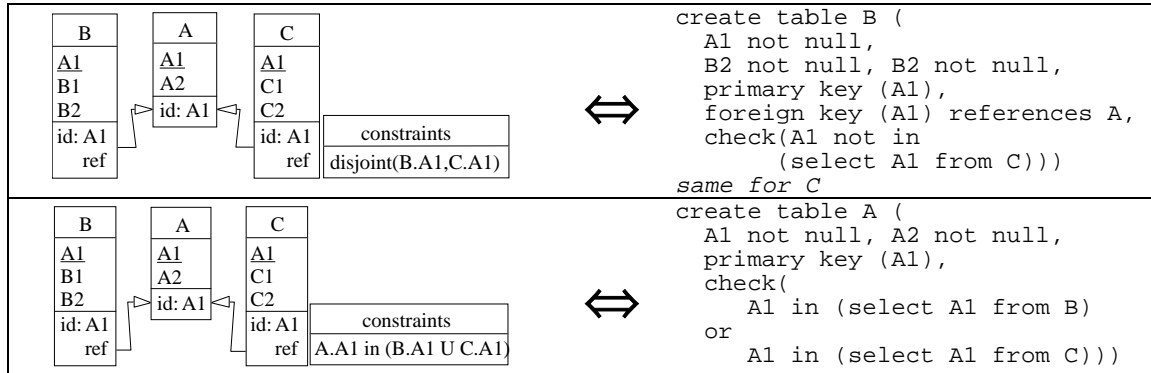 B
A1
B1
B2
id: A1
ref
A
A1
A2
id: A1
C
A1
C1
C2
id: A1
ref
constraints
disjoint(B.A1,C.A1)
create table B (
A1 not null,
B2 not null, B2 not null,
primary key (A1),
foreign key (A1) references A,
check(A1 not in
(select A1 from C)))
same for C
B
A1
B1
B2
id: A1
ref
A
A1
A2
id: A1
C
A1
C1
C2
id: A1
ref
constraints
A.A1 in (B.A1 U C.A1)
create table A (
A1 not null, A2 not null,
primary key (A1),
check(
A1 in (select A1 from B)
or
A1 in (select A1 from C)))